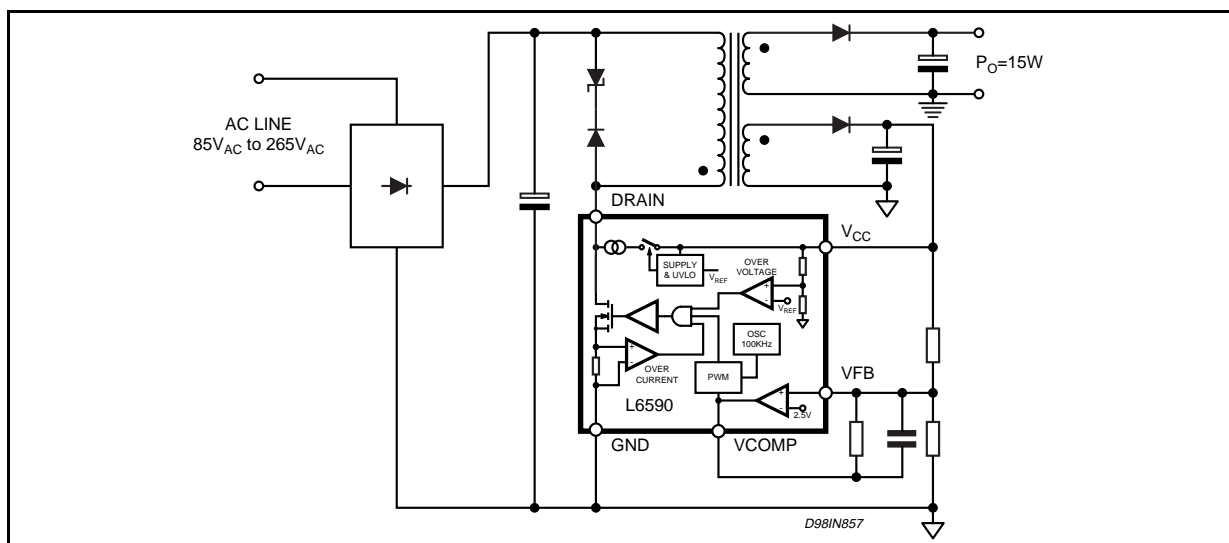 AC LINE
85VAC to 265VAC
PO=15W
DRAIN
VCC
SUPPLY
& UVLO
VREF
OVER
VOLTAGE
+
-
VREF
OSC
100KHz
+
-
OVER
CURRENT
PWM
VFB
+
-
2.5V
L6590
GND
VCOMP
D98IN857